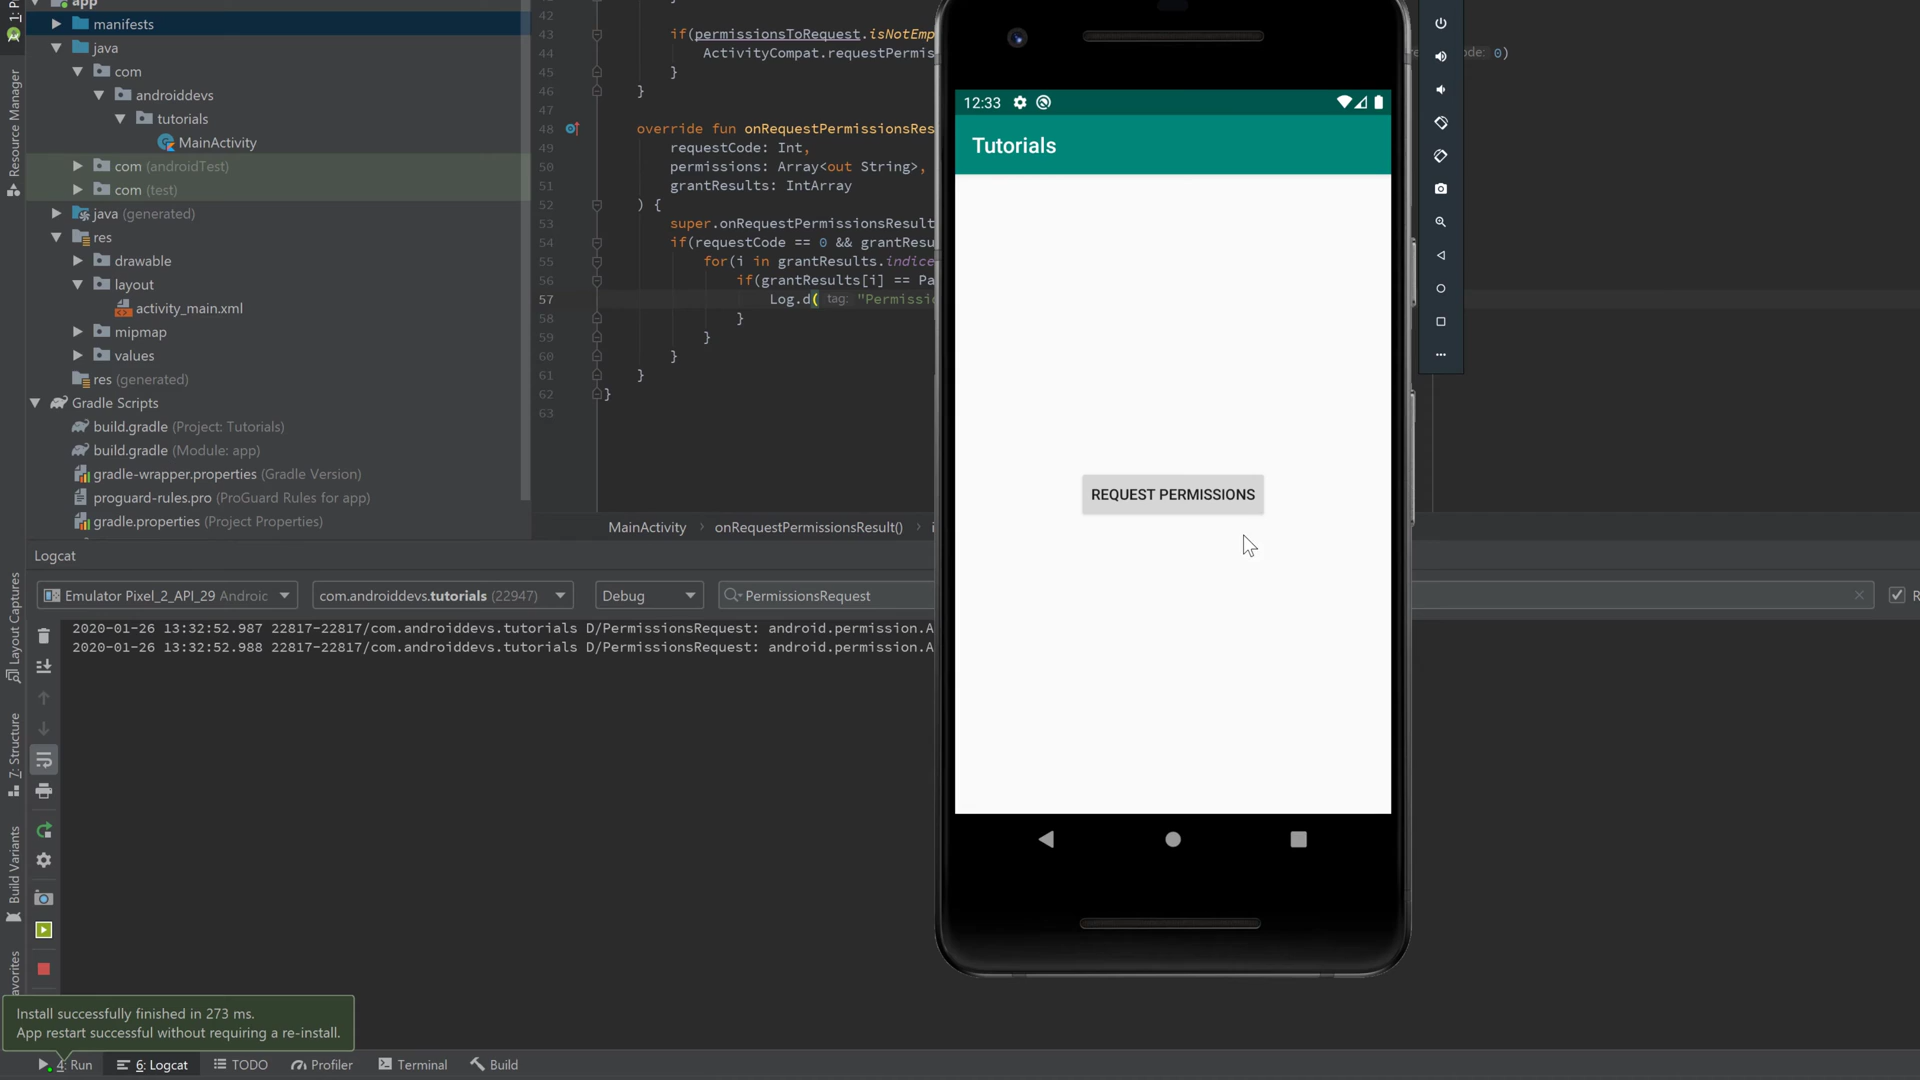 app
manifests
java
com
androiddevs
tutorials
MainActivity
com (androidTest)
com (test)
java (generated)
res
drawable
layout
activity_main.xml
mipmap
values
res (generated)
Gradle Scripts
build.gradle (Project: Tutorials)
build.gradle (Module: app)
gradle-wrapper.properties (Gradle Version)
proguard-rules.pro (ProGuard Rules for app)
gradle.properties (Project Properties)
Resource Manager
Layout Captures
7: Structure
Build Variants
42
43 if(permissionsToRequest.isNotEmp
44 ActivityCompat.requestPermis
45 }
46 }
47
48 override fun onRequestPermissionsRes
49 requestCode: Int,
50 permissions: Array<out String>,
51 grantResults: IntArray
52 ) {
53 super.onRequestPermissionsResult
54 if(requestCode == 0 && grantResu
55 for(i in grantResults.indice
56 if(grantResults[i] == Pa
57 Log.d( tag: "Permissio
58 }
59 }
60 }
61 }
62 }
63
ode: 0)
MainActivity > onRequestPermissionsResult() > i
12:33
Tutorials
REQUEST PERMISSIONS
Logcat
Emulator Pixel_2_API_29 Androic
com.androiddevs.tutorials (22947)
Debug
PermissionsRequest
2020-01-26 13:32:52.987 22817-22817/com.androiddevs.tutorials D/PermissionsRequest: android.permission.A
2020-01-26 13:32:52.988 22817-22817/com.androiddevs.tutorials D/PermissionsRequest: android.permission.A
Install successfully finished in 273 ms.
App restart successful without requiring a re-install.
4: Run
6: Logcat
TODO
Profiler
Terminal
Build